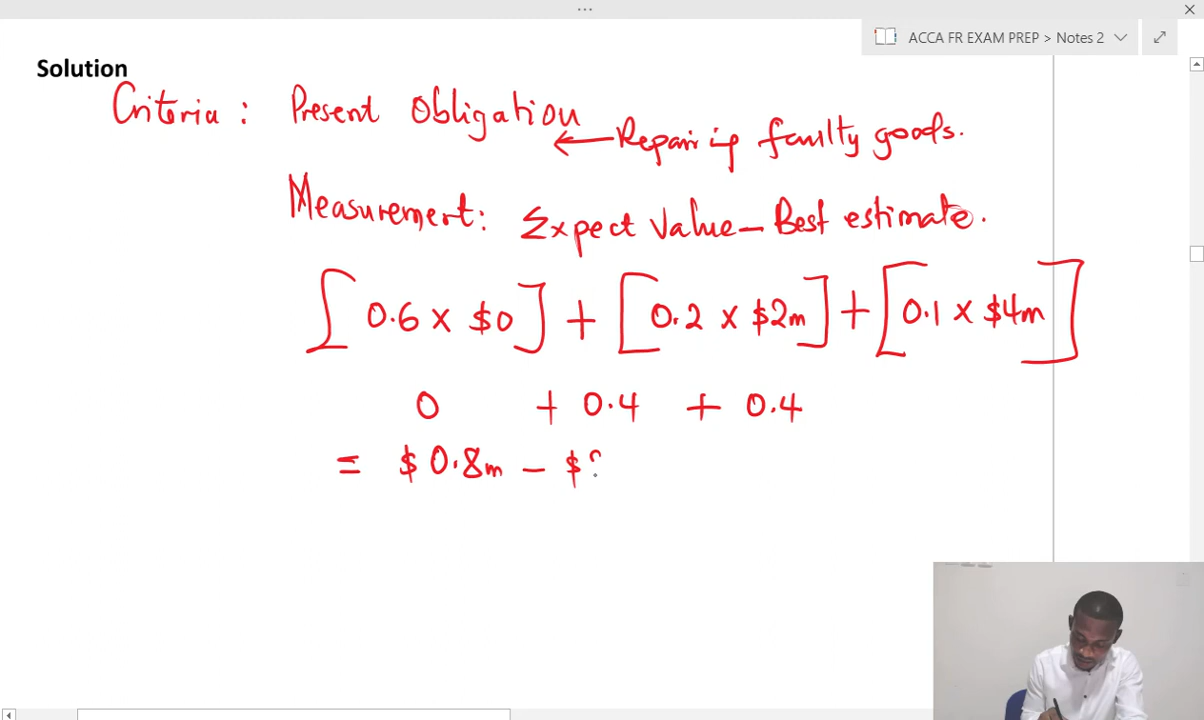 ACCA FR EXAM PREP > Notes 2
Solution
Criteria : Present Obligation
← Repairing faulty goods.
Measurement: Expect Value – Best estimate.
[0.6 x $0] + [0.2 x $2m] + [0.1 x $4m]
0 + 0.4 + 0.4
= $0.8m – $